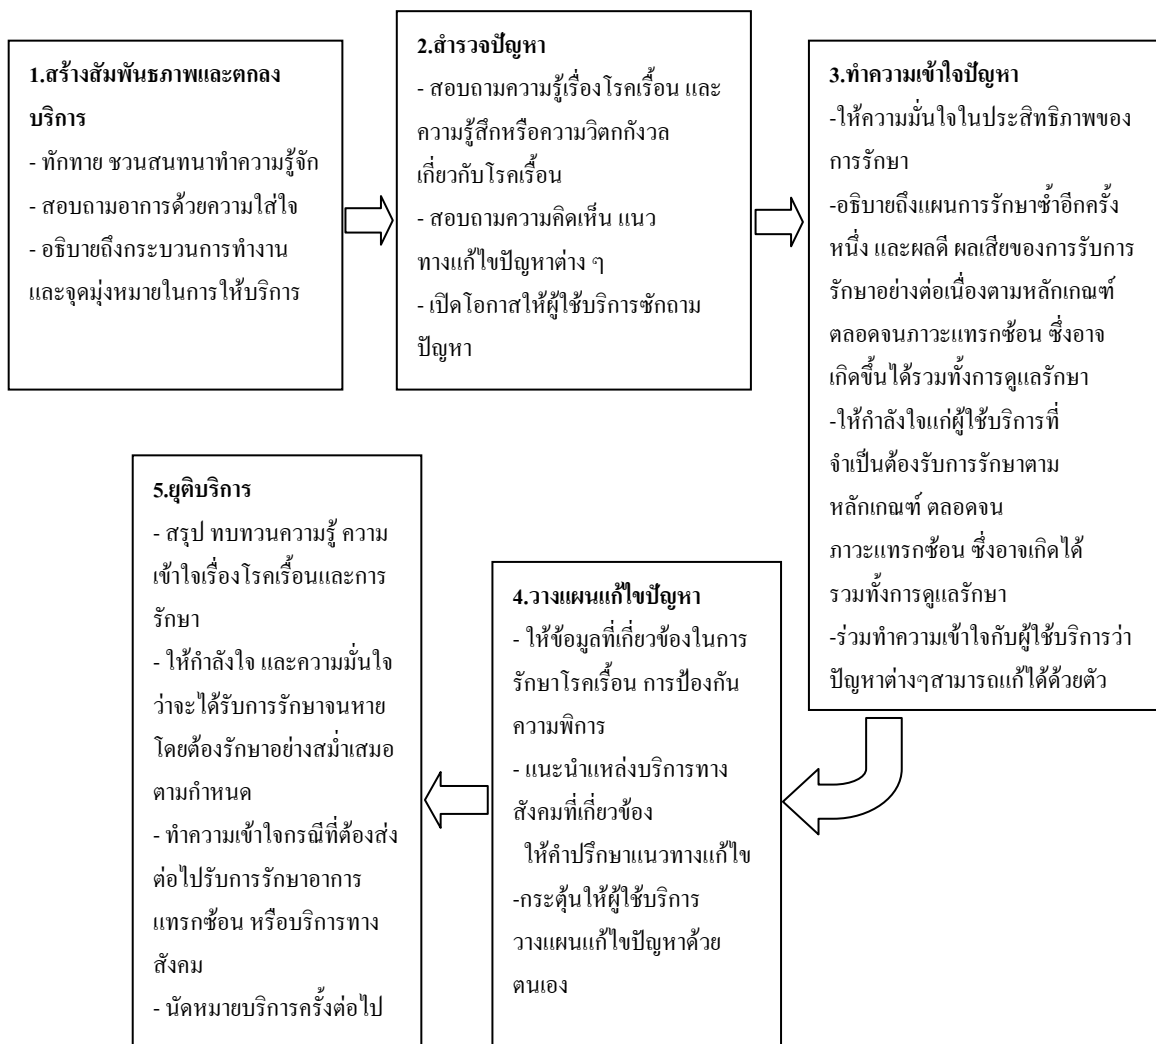 1.สร้างสัมพันธภาพและตกลง
บริการ
- ทักทาย ชวนสนทนาทำความรู้จัก
- สอบถามอาการด้วยความใส่ใจ
- อธิบายถึงกระบวนการทำงาน
และจุดมุ่งหมายในการให้บริการ
2.สำรวจปัญหา
- สอบถามความรู้เรื่องโรคเรื้อน และ
ความรู้สึกหรือความวิตกกังวล
เกี่ยวกับโรคเรื้อน
- สอบถามความคิดเห็น แนว
ทางแก้ไขปัญหาต่าง ๆ
- เปิดโอกาสให้ผู้ใช้บริการซักถาม
ปัญหา
3.ทำความเข้าใจปัญหา
-ให้ความมั่นใจในประสิทธิภาพของ
การรักษา
-อธิบายถึงแผนการรักษาซ้ำอีกครั้ง
หนึ่ง และผลดี ผลเสียของการรับการ
รักษาอย่างต่อเนื่องตามหลักเกณฑ์
ตลอดจนภาวะแทรกซ้อน ซึ่งอาจ
เกิดขึ้นได้รวมทั้งการดูแลรักษา
-ให้กำลังใจแก่ผู้ใช้บริการที่
จำเป็นต้องรับการรักษาตาม
หลักเกณฑ์ ตลอดจน
ภาวะแทรกซ้อน ซึ่งอาจเกิดได้
รวมทั้งการดูแลรักษา
-ร่วมทำความเข้าใจกับผู้ใช้บริการว่า
ปัญหาต่างๆสามารถแก้ได้ด้วยตัว
4.วางแผนแก้ไขปัญหา
- ให้ข้อมูลที่เกี่ยวข้องในการ
รักษาโรคเรื้อน การป้องกัน
ความพิการ
- แนะนำแหล่งบริการทาง
สังคมที่เกี่ยวข้อง
ให้คำปรึกษาแนวทางแก้ไข
-กระตุ้นให้ผู้ใช้บริการ
วางแผนแก้ไขปัญหาด้วย
ตนเอง
5.ยุติบริการ
- สรุป ทบทวนความรู้ ความ
เข้าใจเรื่องโรคเรื้อนและการ
รักษา
- ให้กำลังใจ และความมั่นใจ
ว่าจะได้รับการรักษาจนหาย
โดยต้องรักษาอย่างสม่ำเสมอ
ตามกำหนด
- ทำความเข้าใจกรณีที่ต้องส่ง
ต่อไปรับการรักษาอาการ
แทรกซ้อน หรือบริการทาง
สังคม
- นัดหมายบริการครั้งต่อไป